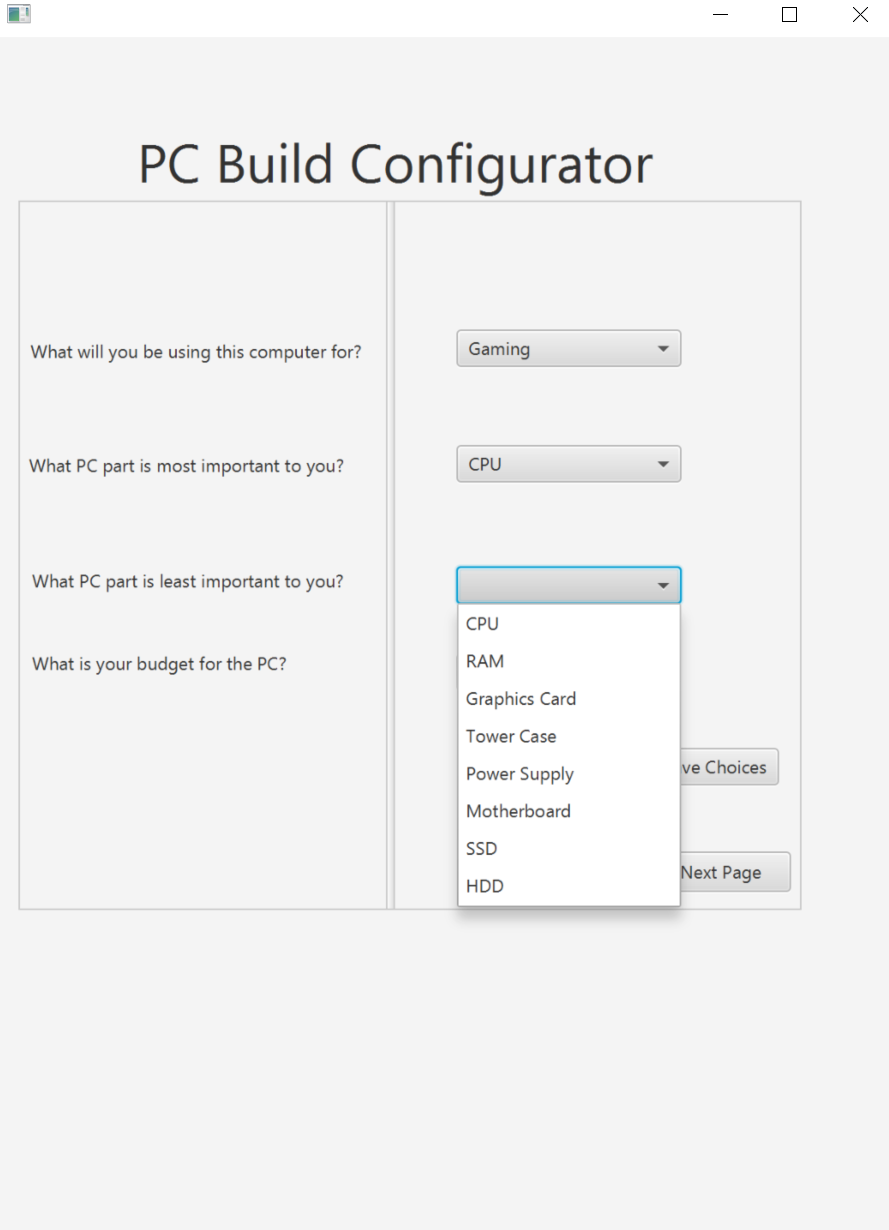 PC Build Configurator
What will you be using this computer for?
Gaming
What PC part is most important to you?
CPU
What PC part is least important to you?
CPU
RAM
Graphics Card
Tower Case
Power Supply
Motherboard
SSD
HDD
What is your budget for the PC?
ve Choices
Next Page